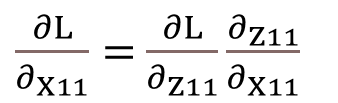 ∂L/∂X11 = ∂L/∂Z11 ∂Z11/∂X11